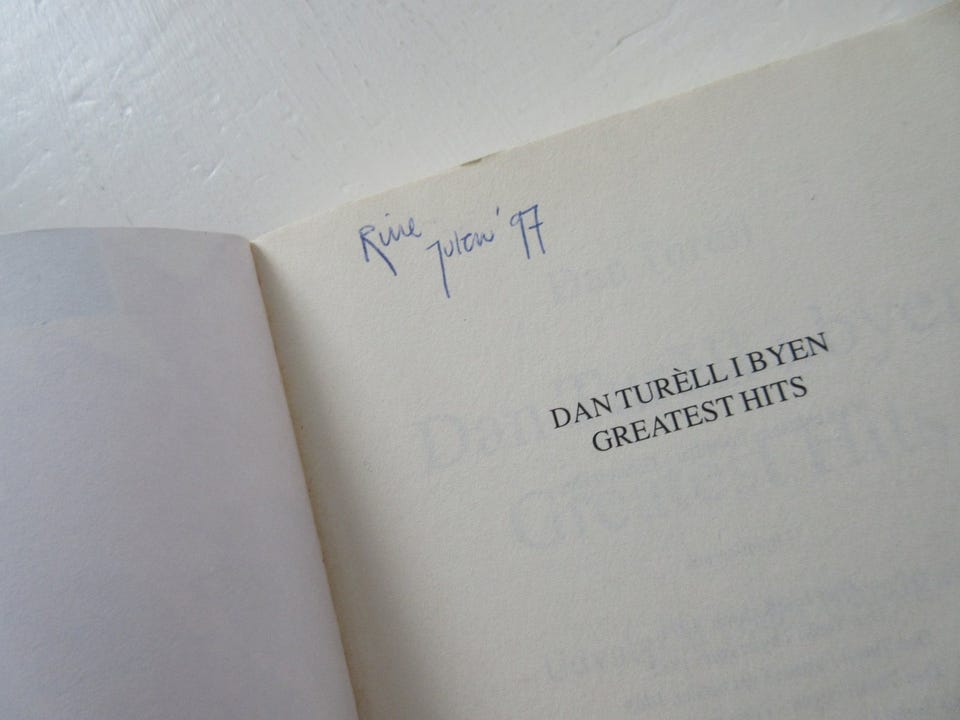 Rine
julen '97
DAN TURÈLL I BYEN
GREATEST HITS